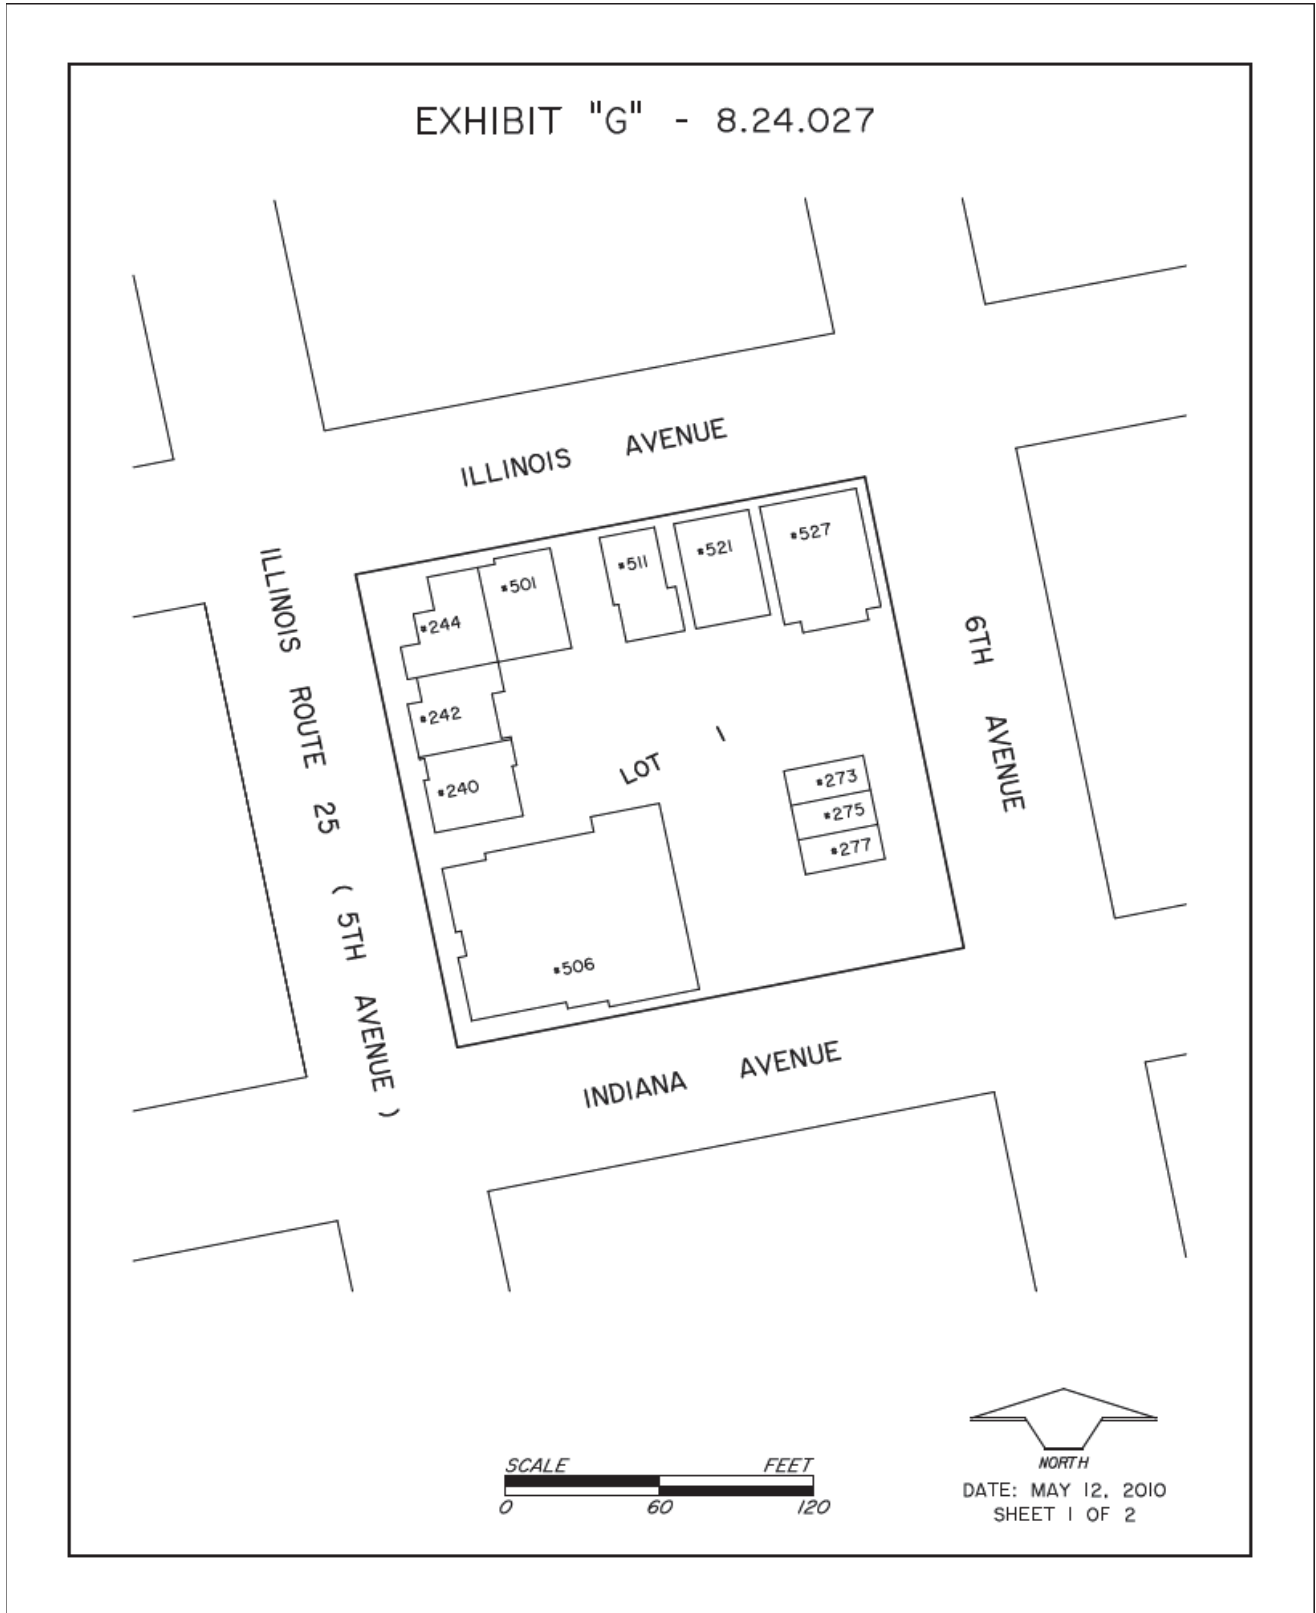 EXHIBIT "G" - 8.24.027
ILLINOIS AVENUE
#527
#521
#511
#501
#244
#242
#240
ILLINOIS ROUTE 25 (5TH AVENUE)
6TH AVENUE
LOT 1
#273
#275
#277
#506
INDIANA AVENUE
SCALE FEET
0 60 120
NORTH
DATE: MAY 12, 2010
SHEET 1 OF 2